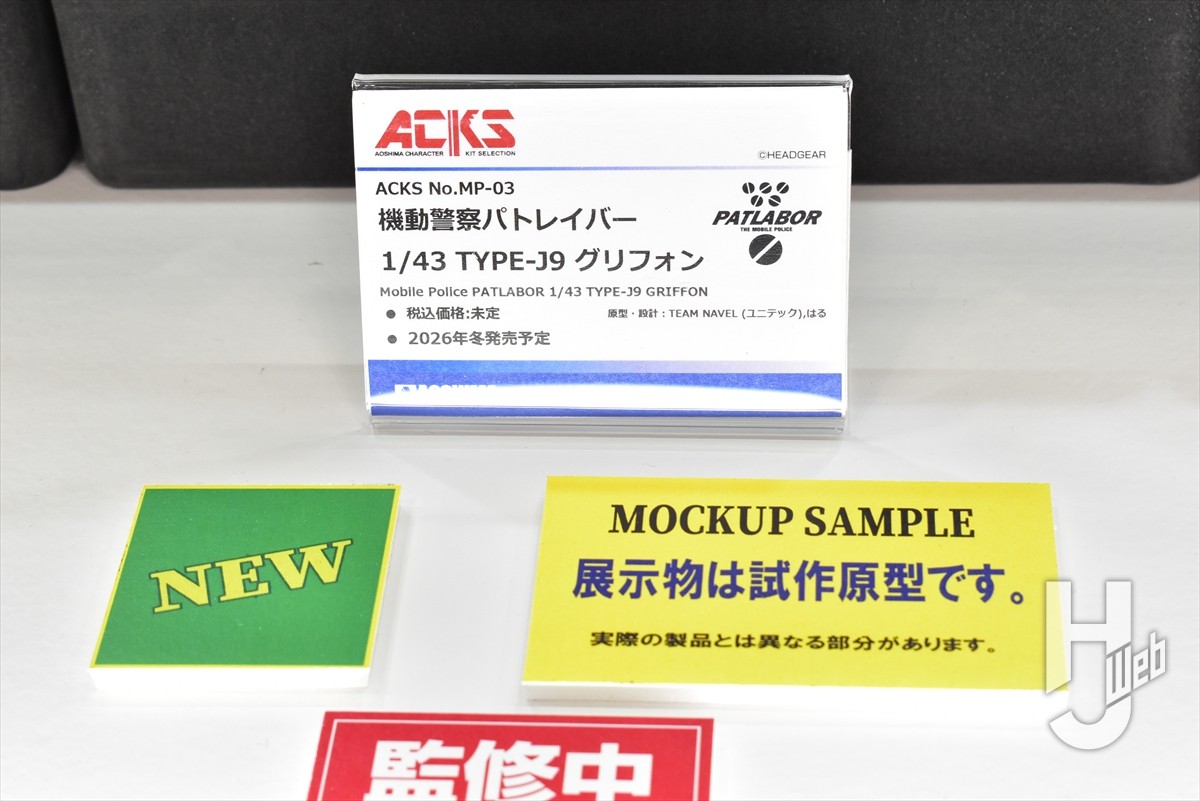 ACKS
AOSHIMA CHARACTER KIT SELECTION
©HEADGEAR
ACKS No.MP-03
機動警察パトレイバー
1/43 TYPE-J9 グリフォン
PATLABOR
THE MOBILE POLICE
Mobile Police PATLABOR 1/43 TYPE-J9 GRIFFON
● 税込価格:未定
原型・設計：TEAM NAVEL (ユニテック),はる
● 2026年冬発売予定
NEW
MOCKUP SAMPLE
展示物は試作原型です。
実際の製品とは異なる部分があります。
監修中
HJ Web